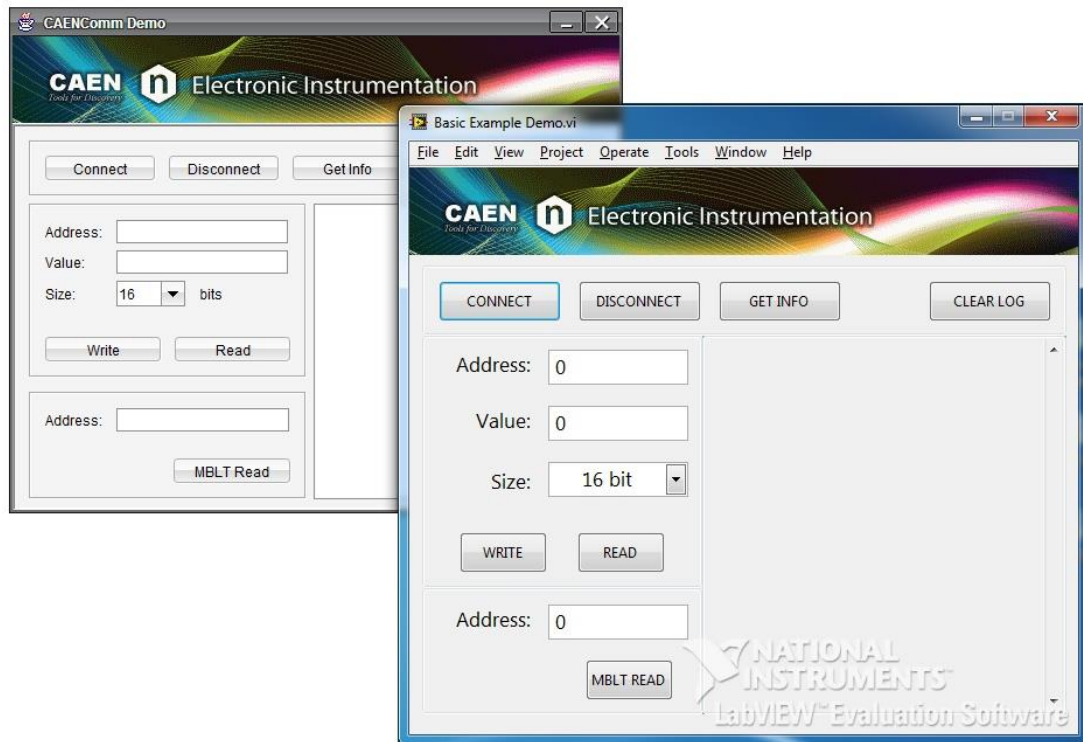 CAENComm Demo
CAEN n Electronic Instrumentation
Tools for Discovery
Connect Disconnect Get Info
Address:
Value:
Size: 16 bits
Write Read
Address:
MBLT Read
Basic Example Demo.vi
File Edit View Project Operate Tools Window Help
CAEN n Electronic Instrumentation
Tools for Discovery
CONNECT DISCONNECT GET INFO CLEAR LOG
Address: 0
Value: 0
Size: 16 bit
WRITE READ
Address: 0
MBLT READ
NATIONAL
INSTRUMENTS™
LabVIEW™ Evaluation Software